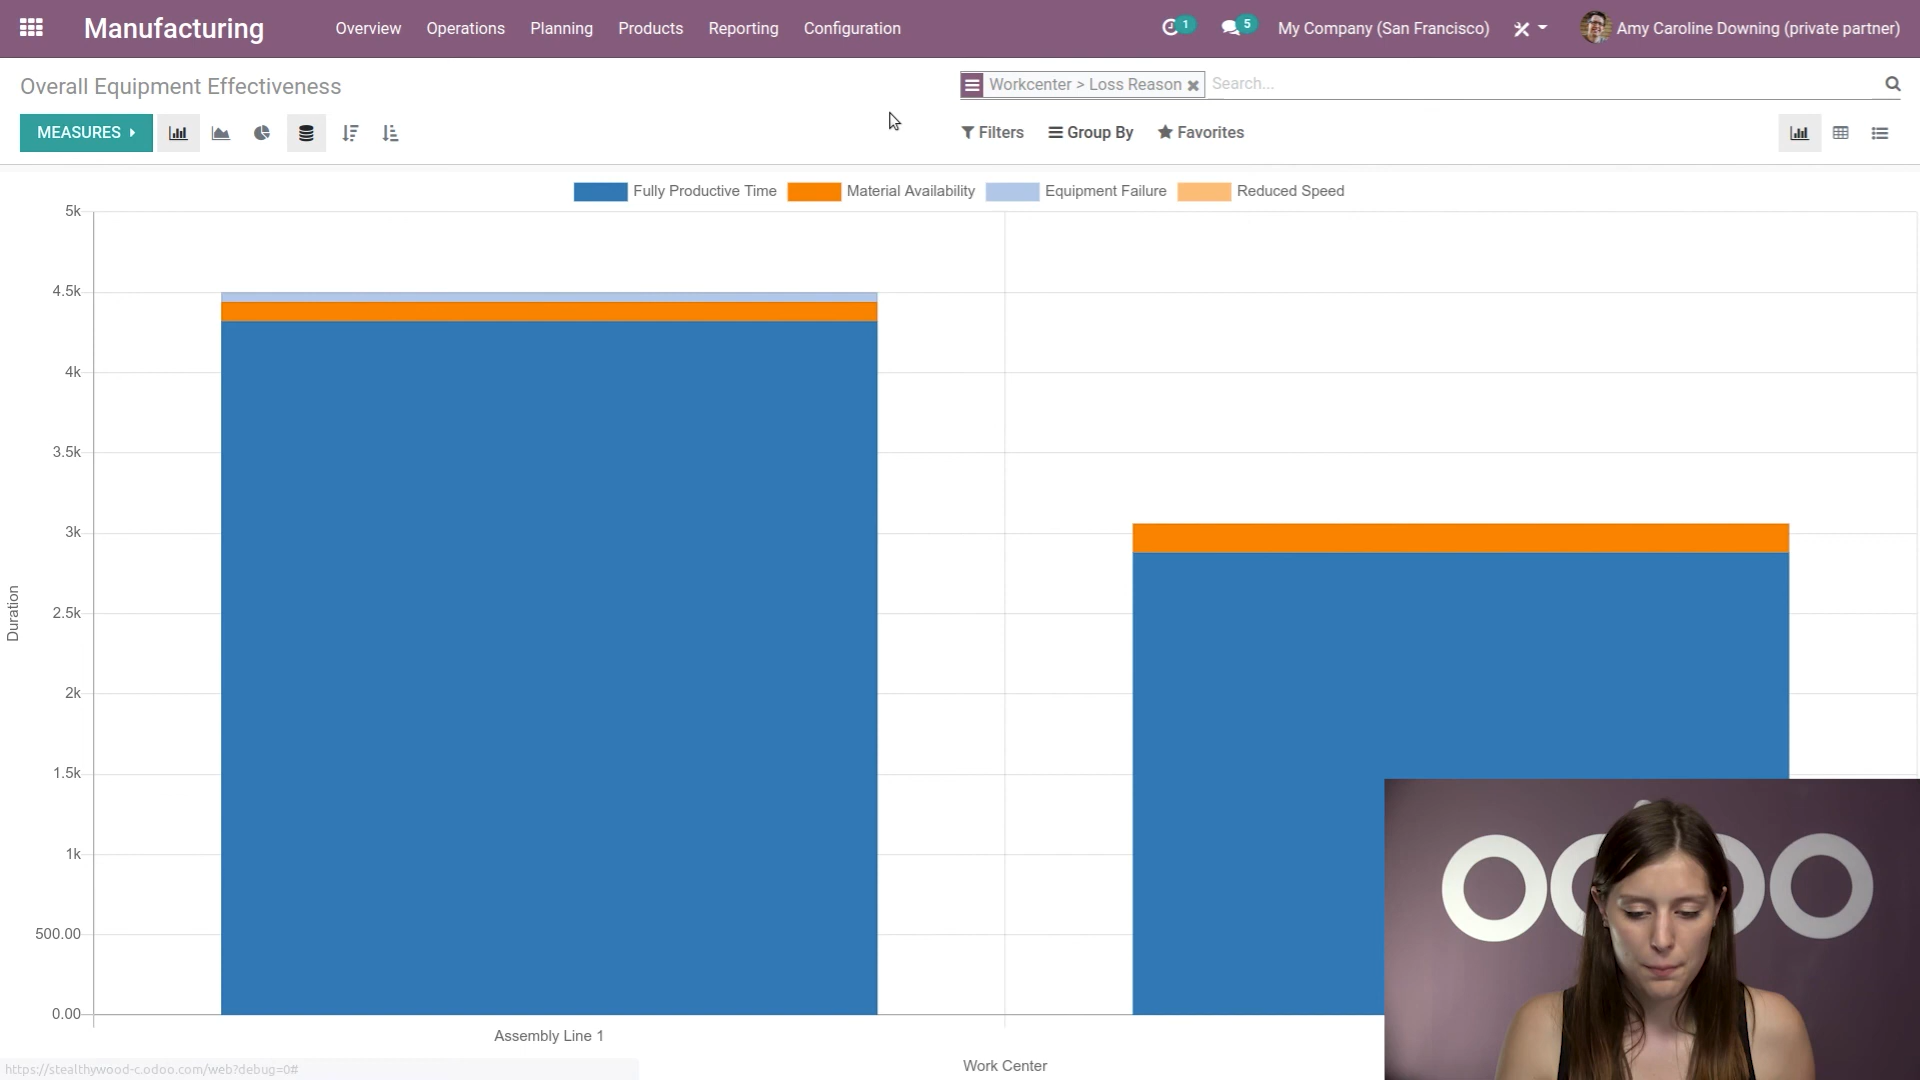 Manufacturing Overview Operations Planning Products Reporting Configuration 1 5 My Company (San Francisco) Amy Caroline Downing (private partner)
Overall Equipment Effectiveness Workcenter > Loss Reason Search...
MEASURES Filters Group By Favorites
Fully Productive Time Material Availability Equipment Failure Reduced Speed
5k
4.5k
4k
3.5k
3k
2.5k
2k
1.5k
1k
500.00
0.00
Duration
Assembly Line 1
Work Center
https://stealthywood-c.odoo.com/web?debug=0#
odoo